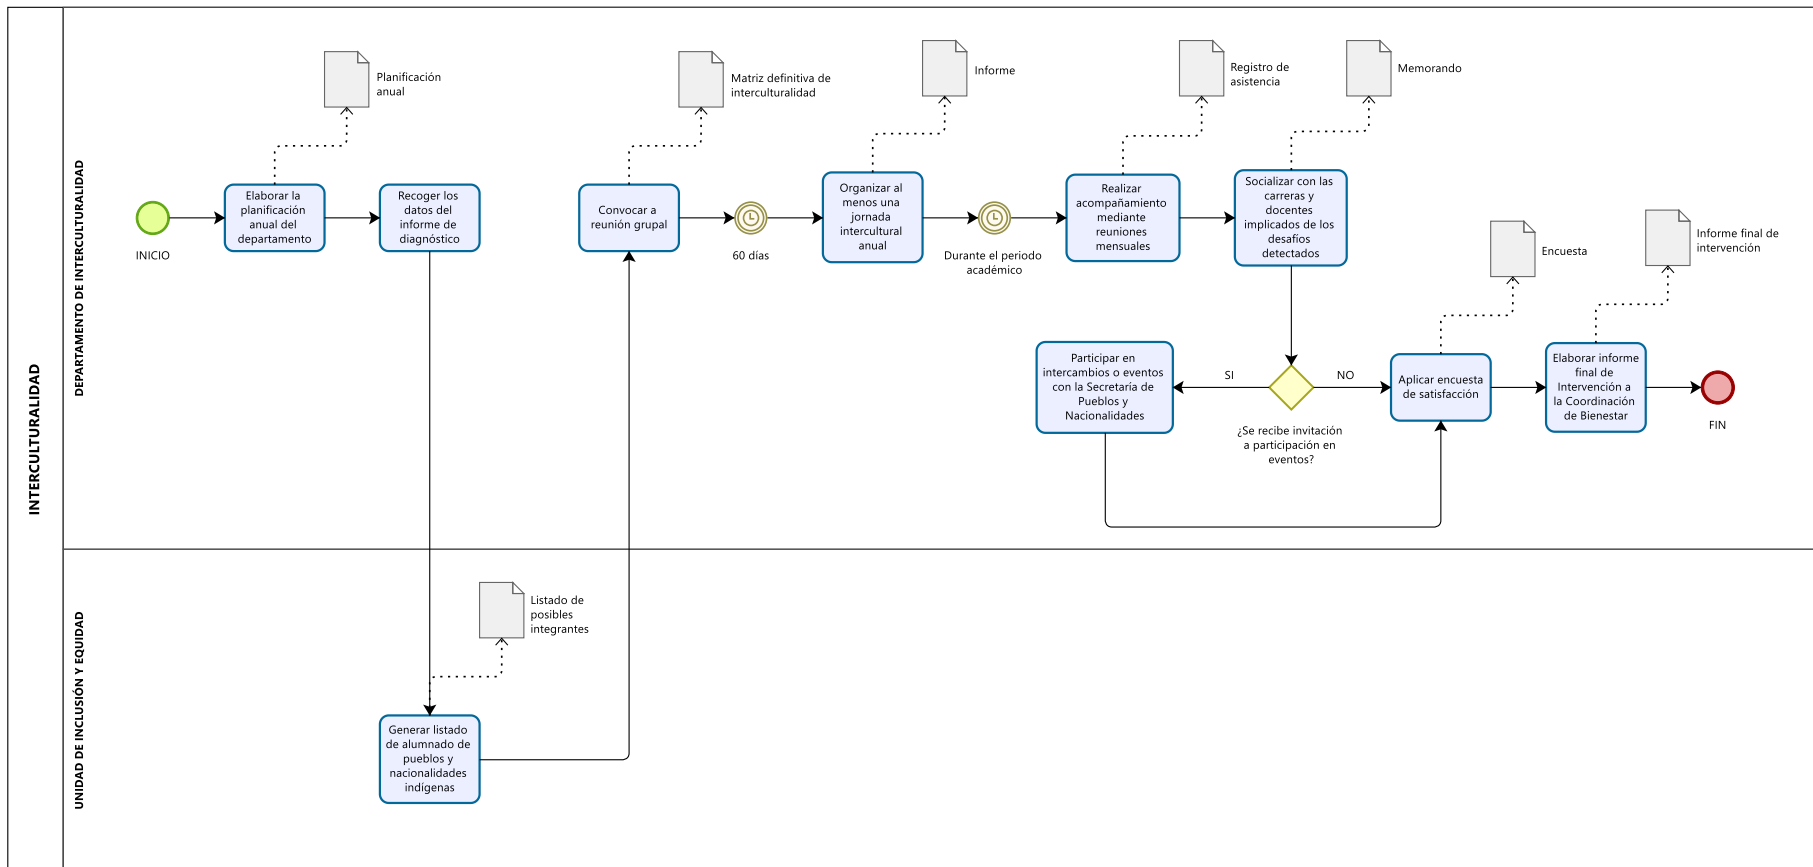 INTERCULTURALIDAD
DEPARTAMENTO DE INTERCULTURALIDAD
INICIO
Elaborar la
planificación
anual del
departamento
Planificación
anual
Recoger los
datos del
informe de
diagnóstico
Convocar a
reunión grupal
Matriz definitiva de
interculturalidad
60 días
Organizar al
menos una
jornada
intercultural
anual
Informe
Durante el periodo
académico
Realizar
acompañamiento
mediante
reuniones
mensuales
Registro de
asistencia
Socializar con las
carreras y
docentes
implicados de los
desafíos
detectados
Memorando
¿Se recibe invitación
a participación en
eventos?
SI
NO
Participar en
intercambios o eventos
con la Secretaría de
Pueblos y
Nacionalidades
Aplicar encuesta
de satisfacción
Encuesta
Elaborar informe
final de
Intervención a
la Coordinación
de Bienestar
Informe final de
intervención
FIN
UNIDAD DE INCLUSIÓN Y EQUIDAD
Listado de
posibles
integrantes
Generar listado
de alumnado de
pueblos y
nacionalidades
indígenas